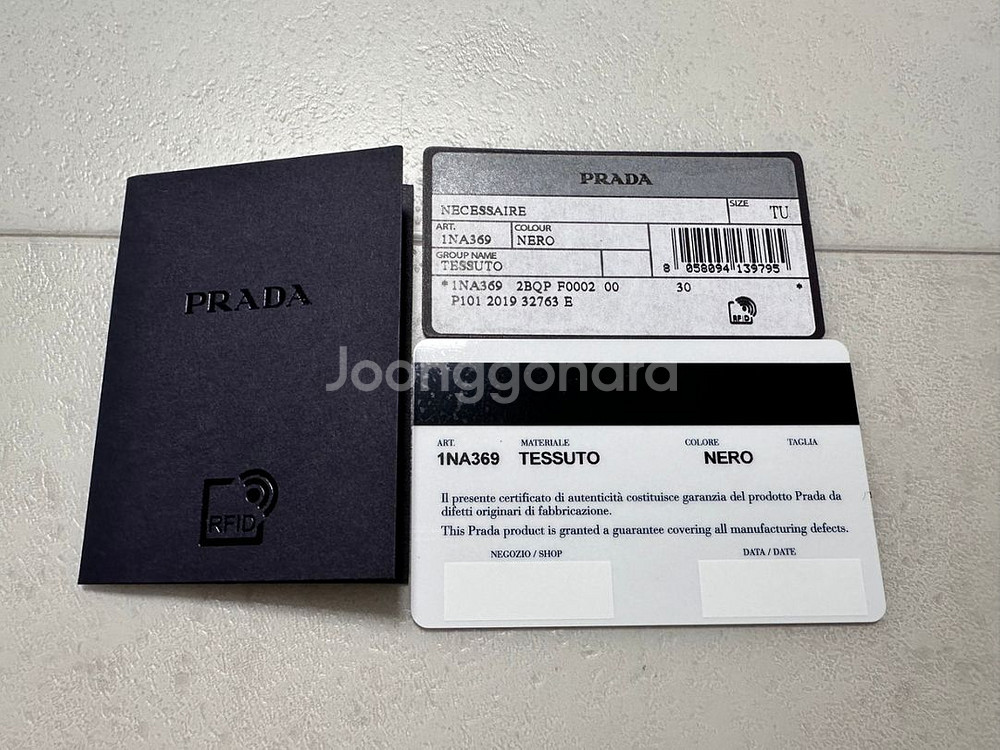 PRADA
RFID
PRADA
NECESSAIRE
SIZE
TU
ART.
1NA369
COLOUR
NERO
GROUP NAME
TESSUTO
8 058094 139795
*1NA369 2BQP F0002 00 30 *
P101 2019 32763 E
RFID
Joonggonara
ART.
1NA369
MATERIALE
TESSUTO
COLORE
NERO
TAGLIA
Il presente certificato di autenticità costituisce garanzia del prodotto Prada da
difetti originari di fabbricazione.
This Prada product is granted a guarantee covering all manufacturing defects.
NEGOZIO / SHOP
DATA / DATE